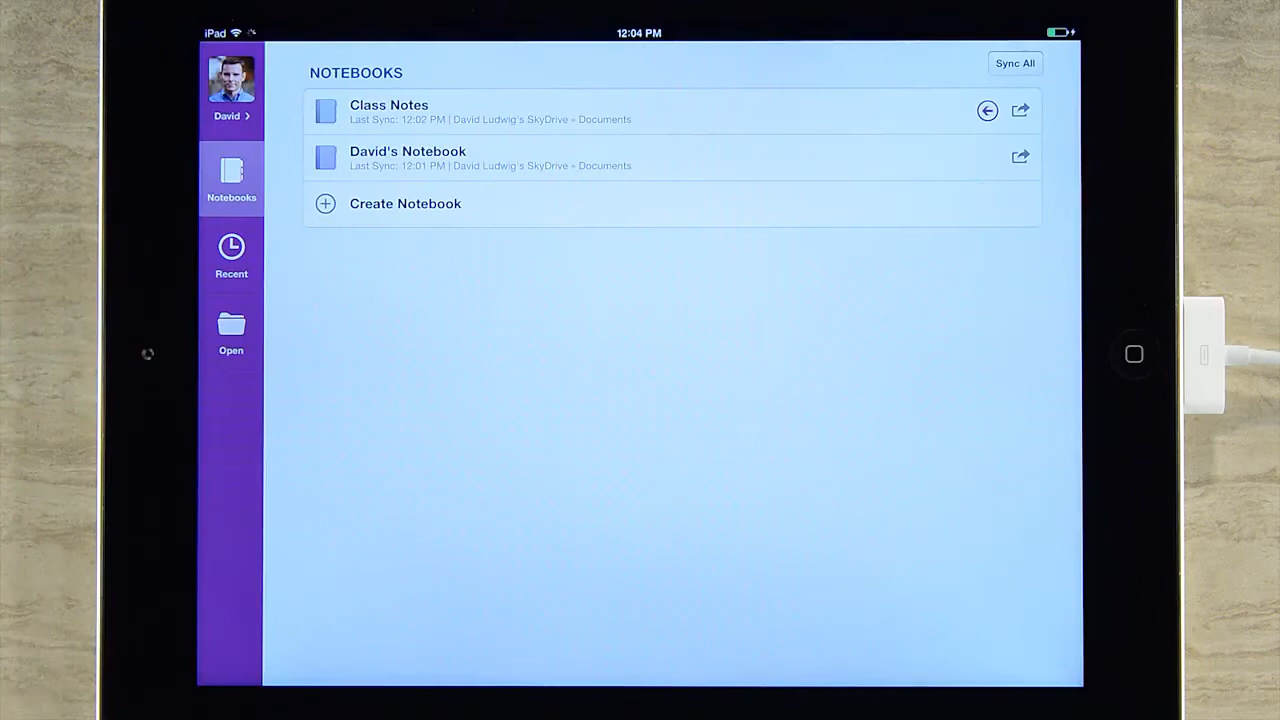 iPad
12:04 PM
David >
Notebooks
Recent
Open
NOTEBOOKS
Sync All
Class Notes
Last Sync: 12:02 PM | David Ludwig's SkyDrive » Documents
David's Notebook
Last Sync: 12:01 PM | David Ludwig's SkyDrive » Documents
Create Notebook